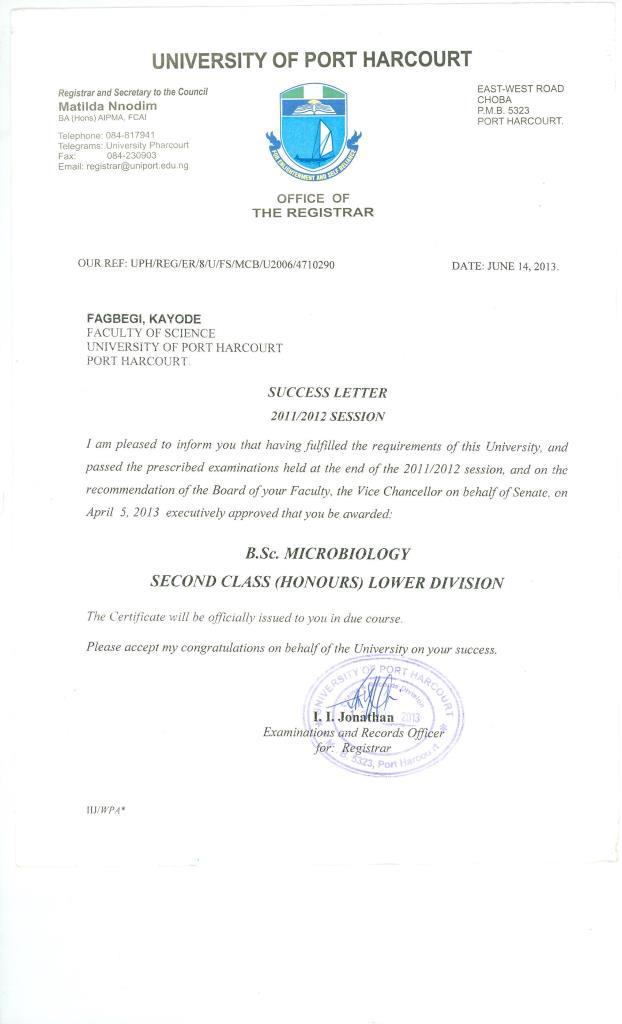 UNIVERSITY OF PORT HARCOURT
Registrar and Secretary to the Council
Matilda Nnodim
BA (Hons) AIPMA, FCAI
Telephone: 084-817941
Telegrams: University Pharcourt
Fax: 084-230903
Email: registrar@uniport.edu.ng
EAST-WEST ROAD
CHOBA
P.M.B. 5323
PORT HARCOURT.
FOR ENLIGHTENMENT AND SELF RELIANCE
OFFICE OF
THE REGISTRAR
OUR REF: UPH/REG/ER/8/U/FS/MCB/U2006/4710290
DATE: JUNE 14, 2013.
FAGBEGI, KAYODE
FACULTY OF SCIENCE
UNIVERSITY OF PORT HARCOURT
PORT HARCOURT.
SUCCESS LETTER
2011/2012 SESSION
I am pleased to inform you that having fulfilled the requirements of this University, and
passed the prescribed examinations held at the end of the 2011/2012 session, and on the
recommendation of the Board of your Faculty, the Vice Chancellor on behalf of Senate, on
April 5, 2013 executively approved that you be awarded:
B.Sc. MICROBIOLOGY
SECOND CLASS (HONOURS) LOWER DIVISION
The Certificate will be officially issued to you in due course.
Please accept my congratulations on behalf of the University on your success.
UNIVERSITY OF PORT HARCOURT
Records Division
2013
I. I. Jonathan
Examinations and Records Officer
for: Registrar
M.B. 5323, Port Harcourt
IIJ/WPA*